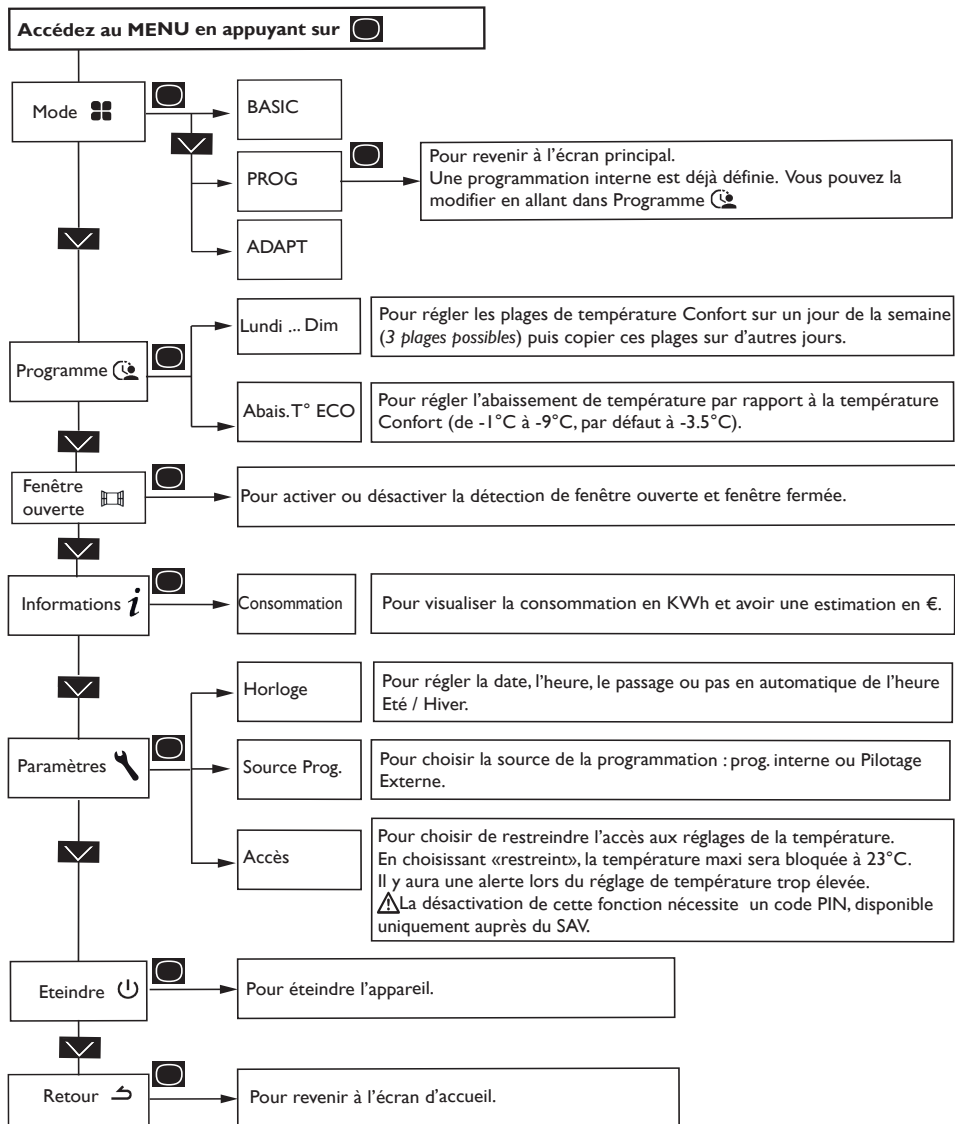 Accédez au MENU en appuyant sur
Mode
BASIC
PROG
Pour revenir à l'écran principal.
Une programmation interne est déjà définie. Vous pouvez la
modifier en allant dans Programme
ADAPT
Programme
Lundi ... Dim
Pour régler les plages de température Confort sur un jour de la semaine
(3 plages possibles) puis copier ces plages sur d'autres jours.
Abais.T° ECO
Pour régler l'abaissement de température par rapport à la température
Confort (de -1°C à -9°C, par défaut à -3.5°C).
Fenêtre
ouverte
Pour activer ou désactiver la détection de fenêtre ouverte et fenêtre fermée.
Informations i
Consommation
Pour visualiser la consommation en KWh et avoir une estimation en €.
Paramètres
Horloge
Pour régler la date, l'heure, le passage ou pas en automatique de l'heure
Eté / Hiver.
Source Prog.
Pour choisir la source de la programmation : prog. interne ou Pilotage
Externe.
Accès
Pour choisir de restreindre l'accès aux réglages de la température.
En choisissant «restreint», la température maxi sera bloquée à 23°C.
Il y aura une alerte lors du réglage de température trop élevée.
⚠La désactivation de cette fonction nécessite un code PIN, disponible
uniquement auprès du SAV.
Eteindre
Pour éteindre l'appareil.
Retour
Pour revenir à l'écran d'accueil.